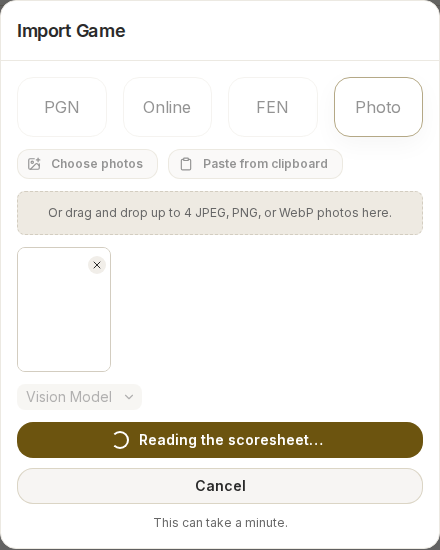 Import Game
PGN
Online
FEN
Photo
Choose photos
Paste from clipboard
Or drag and drop up to 4 JPEG, PNG, or WebP photos here.
Vision Model
Reading the scoresheet...
Cancel
This can take a minute.